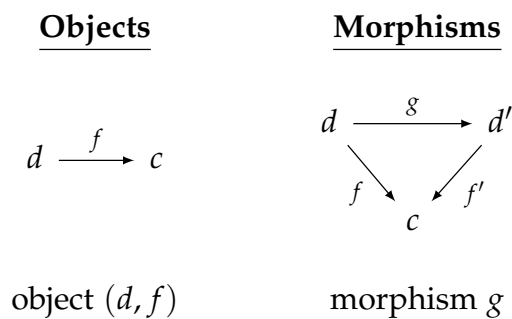 Objects
Morphisms
d f c
d g d′
f f′
c
object (d, f)
morphism g